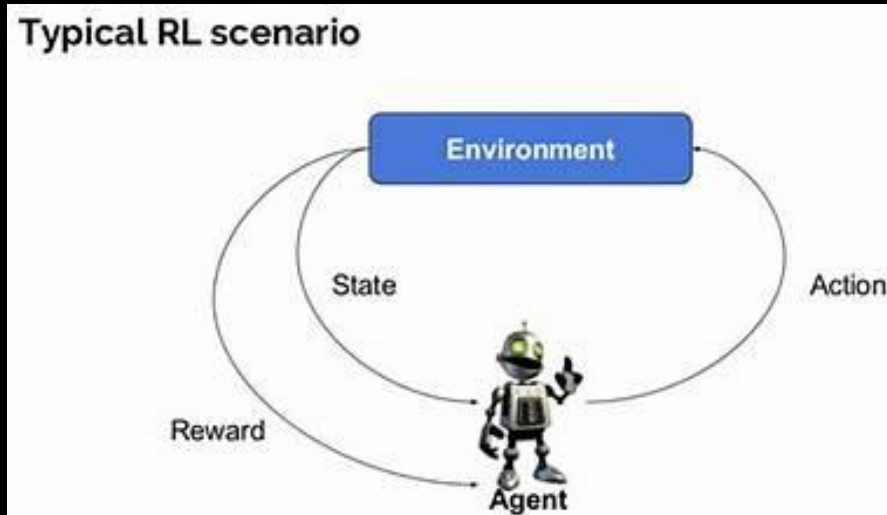 Typical RL scenario
Environment
State
Action
Reward
Agent